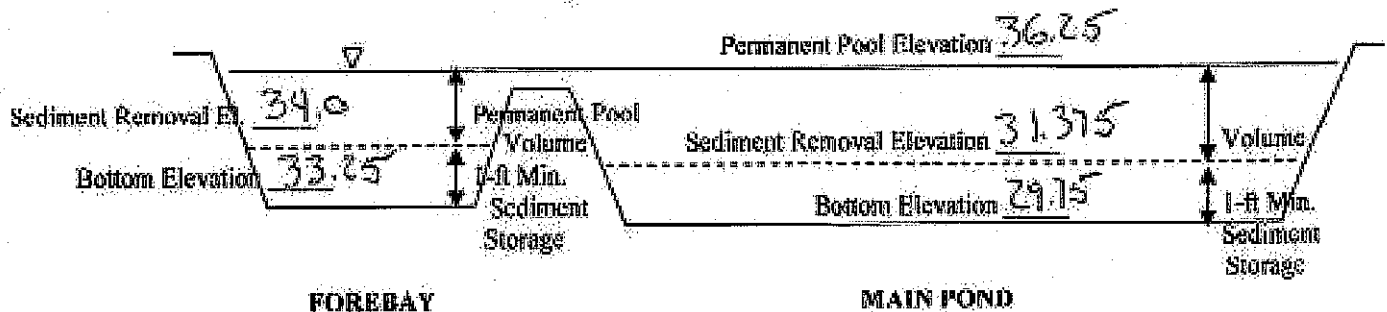 Permanent Pool Elevation 36.25
Sediment Removal El. 34.0
Permanent Pool
Volume
Sediment Removal Elevation 31.375
Volume
Bottom Elevation 33.25
1-ft Min.
Sediment
Storage
Bottom Elevation 29.75
1-ft Min.
Sediment
Storage
FOREBAY
MAIN POND